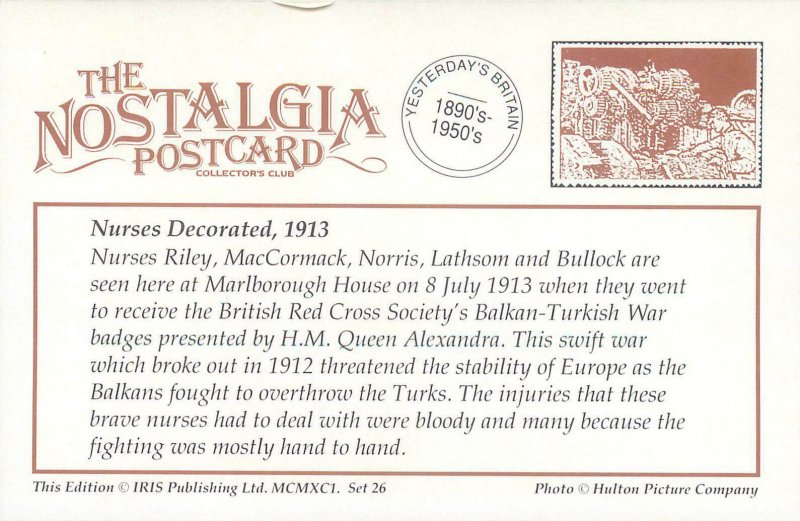 THE
NOSTALGIA
POSTCARD
COLLECTOR'S CLUB
YESTERDAY'S BRITAIN
1890's-
1950's
Nurses Decorated, 1913
Nurses Riley, MacCormack, Norris, Lathsom and Bullock are
seen here at Marlborough House on 8 July 1913 when they went
to receive the British Red Cross Society's Balkan-Turkish War
badges presented by H.M. Queen Alexandra. This swift war
which broke out in 1912 threatened the stability of Europe as the
Balkans fought to overthrow the Turks. The injuries that these
brave nurses had to deal with were bloody and many because the
fighting was mostly hand to hand.
This Edition © IRIS Publishing Ltd. MCMXC1. Set 26
Photo © Hulton Picture Company